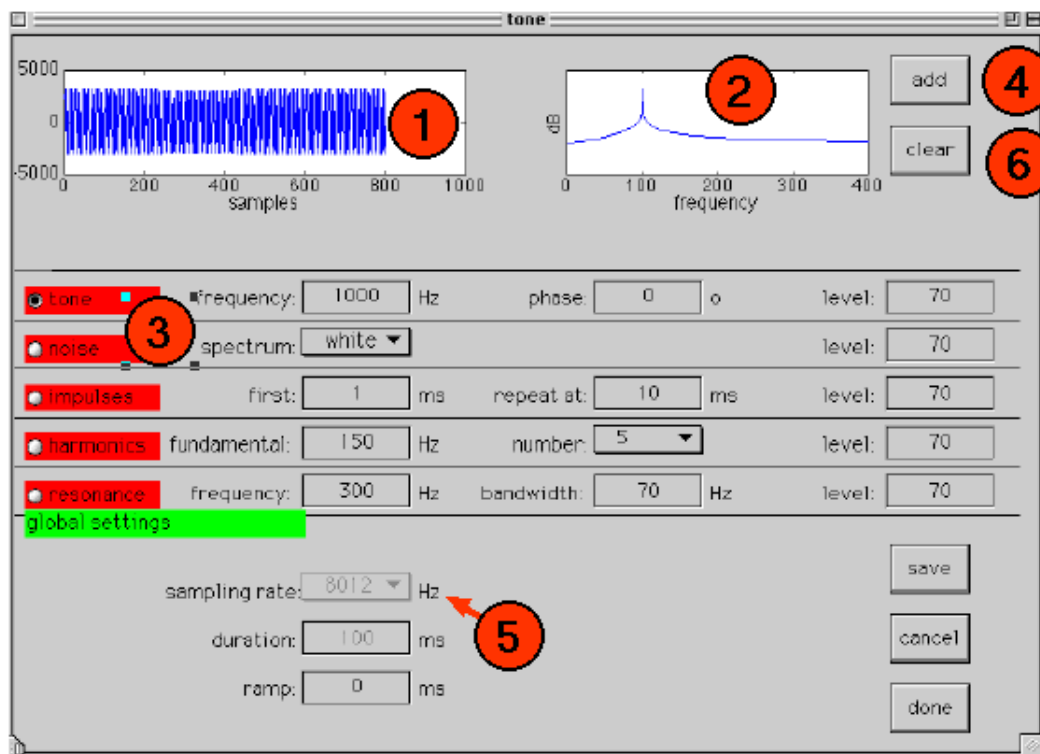 tone
5000
0
-5000
0 200 400 600 800 1000
samples
1
dB
0 100 200 300 400
frequency
2
add
4
clear
6
tone frequency: 1000 Hz phase: 0 o level: 70
3
noise spectrum: white level: 70
impulses first: 1 ms repeat at: 10 ms level: 70
harmonics fundamental: 150 Hz number: 5 level: 70
resonance frequency: 300 Hz bandwidth: 70 Hz level: 70
global settings
sampling rate: 8012 Hz
5
duration: 100 ms
ramp: 0 ms
save
cancel
done